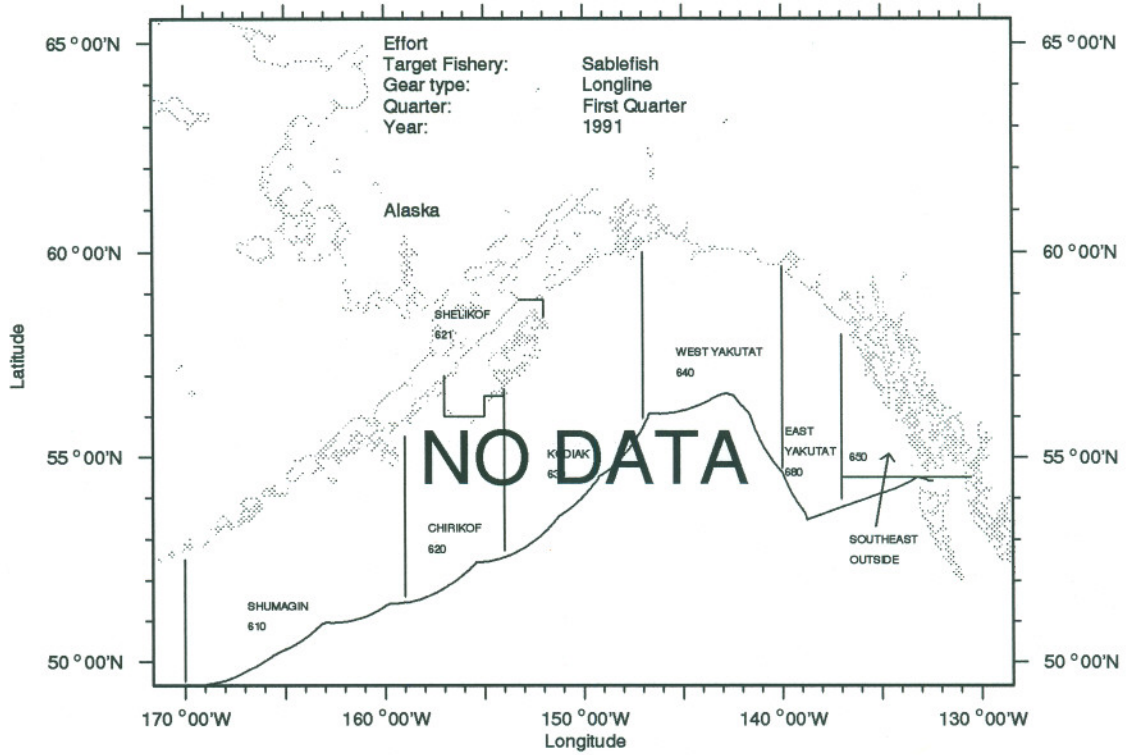 Effort
Target Fishery: Sablefish
Gear type: Longline
Quarter: First Quarter
Year: 1991
65 °00'N
65 °00'N
Alaska
60 °00'N
60 °00'N
SHELIKOF
621
WEST YAKUTAT
640
Latitude
NO DATA
KODIAK
EAST
YAKUTAT
680
650
55 °00'N
55 °00'N
CHIRIKOF
620
SOUTHEAST
OUTSIDE
SHUMAGIN
610
50 °00'N
50 °00'N
170 °00'W
160 °00'W
150 °00'W
140 °00'W
130 °00'W
Longitude